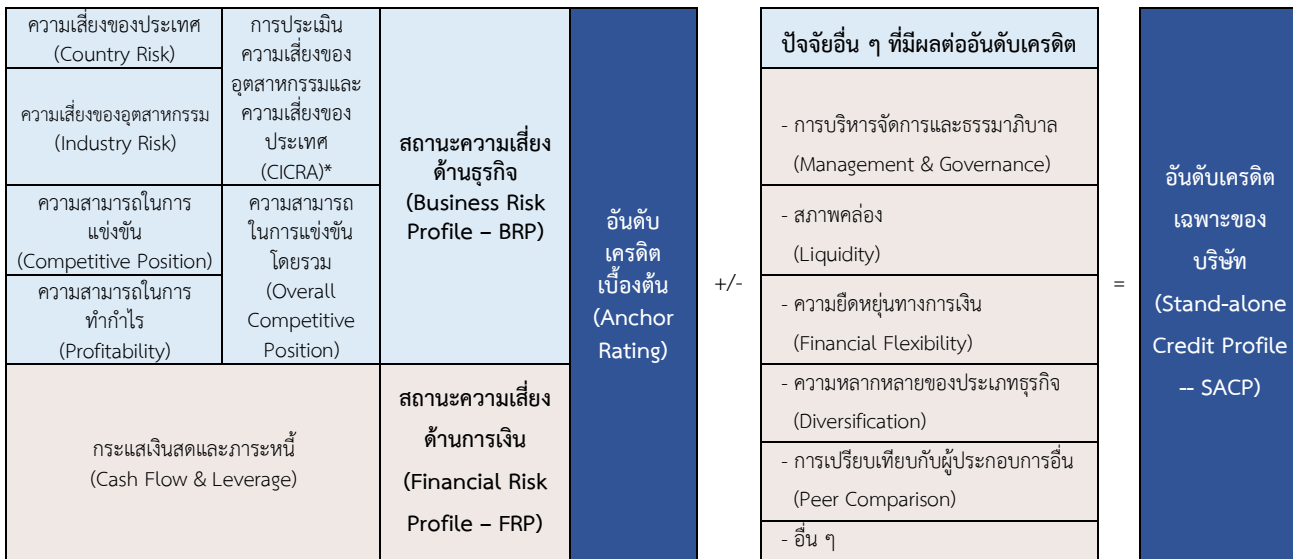 ความเสี่ยงของประเทศ
(Country Risk)
ความเสี่ยงของอุตสาหกรรม
(Industry Risk)
การประเมิน
ความเสี่ยงของ
อุตสาหกรรมและ
ความเสี่ยงของ
ประเทศ
(CICRA)*
ความสามารถในการ
แข่งขัน
(Competitive Position)
ความสามารถในการ
ทำกำไร
(Profitability)
ความสามารถ
ในการแข่งขัน
โดยรวม
(Overall
Competitive
Position)
สถานะความเสี่ยง
ด้านธุรกิจ
(Business Risk
Profile – BRP)
กระแสเงินสดและภาระหนี้
(Cash Flow & Leverage)
สถานะความเสี่ยง
ด้านการเงิน
(Financial Risk
Profile – FRP)
อันดับ
เครดิต
เบื้องต้น
(Anchor
Rating)
+/-
ปัจจัยอื่น ๆ ที่มีผลต่ออันดับเครดิต
- การบริหารจัดการและธรรมาภิบาล
(Management & Governance)
- สภาพคล่อง
(Liquidity)
- ความยืดหยุ่นทางการเงิน
(Financial Flexibility)
- ความหลากหลายของประเภทธุรกิจ
(Diversification)
- การเปรียบเทียบกับผู้ประกอบการอื่น
(Peer Comparison)
- อื่น ๆ
=
อันดับเครดิต
เฉพาะของ
บริษัท
(Stand-alone
Credit Profile
-- SACP)